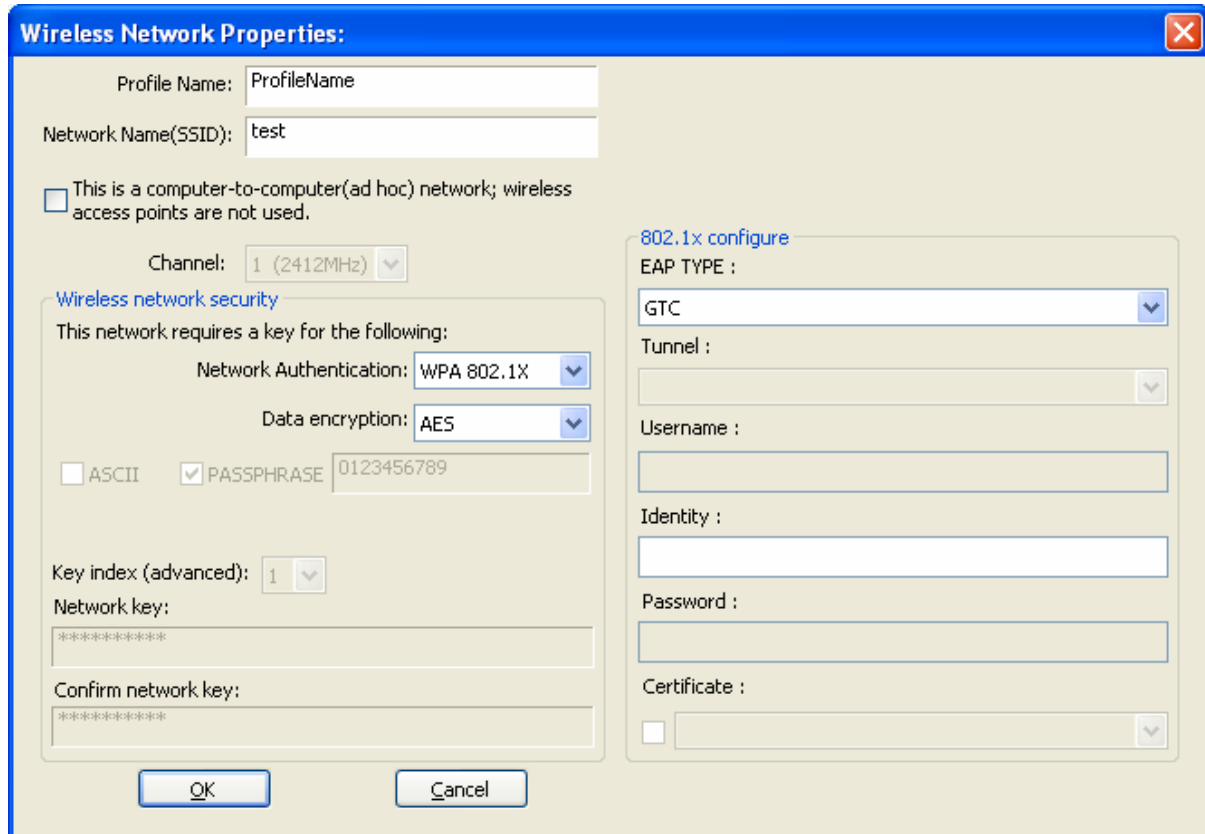 Wireless Network Properties:
Profile Name: ProfileName
Network Name(SSID): test
This is a computer-to-computer(ad hoc) network; wireless
access points are not used.
Channel: 1 (2412MHz)
Wireless network security
This network requires a key for the following:
Network Authentication: WPA 802.1X
Data encryption: AES
ASCII PASSPHRASE 0123456789
Key index (advanced): 1
Network key:
**********
Confirm network key:
**********
802.1x configure
EAP TYPE :
GTC
Tunnel :
Username :
Identity :
Password :
Certificate :
OK Cancel